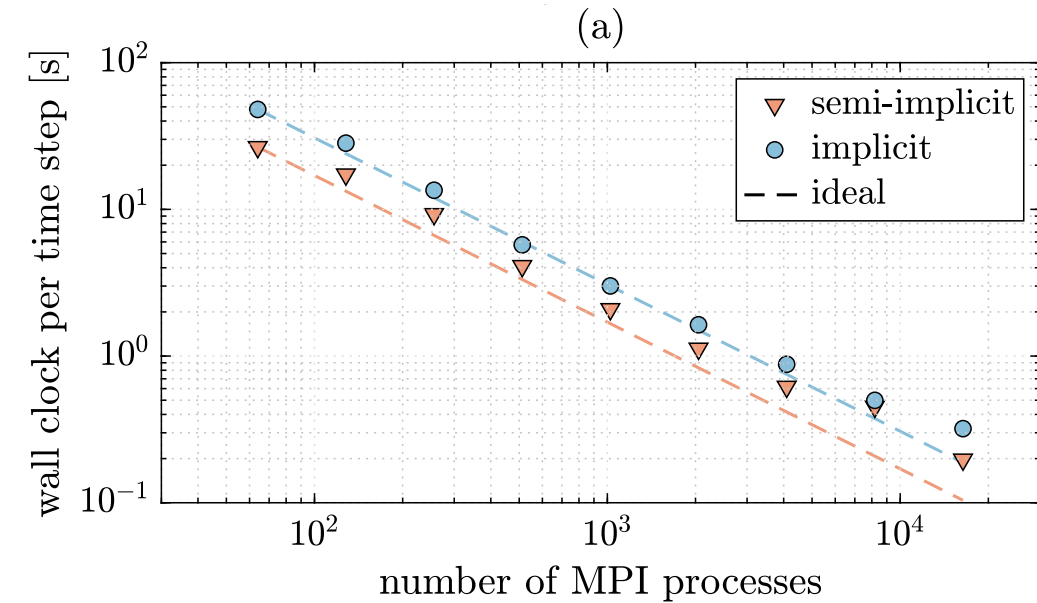 (a)
wall clock per time step [s]
10^2
10^1
10^0
10^−1
semi-implicit
implicit
ideal
10^2
10^3
10^4
number of MPI processes